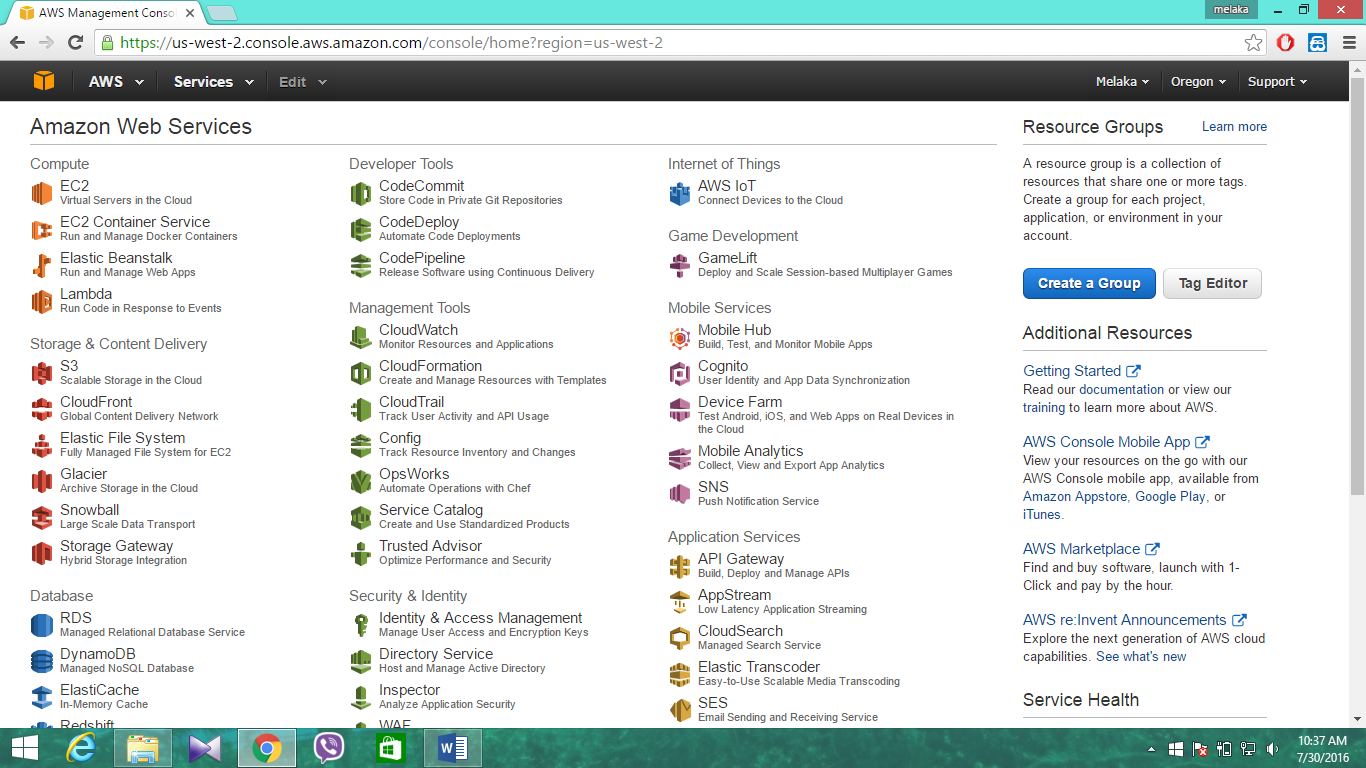 AWS Management Conso
melaka
https://us-west-2.console.aws.amazon.com/console/home?region=us-west-2
AWS Services Edit Melaka Oregon Support
Amazon Web Services
Compute
EC2
Virtual Servers in the Cloud
EC2 Container Service
Run and Manage Docker Containers
Elastic Beanstalk
Run and Manage Web Apps
Lambda
Run Code in Response to Events
Storage & Content Delivery
S3
Scalable Storage in the Cloud
CloudFront
Global Content Delivery Network
Elastic File System
Fully Managed File System for EC2
Glacier
Archive Storage in the Cloud
Snowball
Large Scale Data Transport
Storage Gateway
Hybrid Storage Integration
Database
RDS
Managed Relational Database Service
DynamoDB
Managed NoSQL Database
ElastiCache
In-Memory Cache
Redshift
Developer Tools
CodeCommit
Store Code in Private Git Repositories
CodeDeploy
Automate Code Deployments
CodePipeline
Release Software using Continuous Delivery
Management Tools
CloudWatch
Monitor Resources and Applications
CloudFormation
Create and Manage Resources with Templates
CloudTrail
Track User Activity and API Usage
Config
Track Resource Inventory and Changes
OpsWorks
Automate Operations with Chef
Service Catalog
Create and Use Standardized Products
Trusted Advisor
Optimize Performance and Security
Security & Identity
Identity & Access Management
Manage User Access and Encryption Keys
Directory Service
Host and Manage Active Directory
Inspector
Analyze Application Security
WAF
Internet of Things
AWS IoT
Connect Devices to the Cloud
Game Development
GameLift
Deploy and Scale Session-based Multiplayer Games
Mobile Services
Mobile Hub
Build, Test, and Monitor Mobile Apps
Cognito
User Identity and App Data Synchronization
Device Farm
Test Android, iOS, and Web Apps on Real Devices in
the Cloud
Mobile Analytics
Collect, View and Export App Analytics
SNS
Push Notification Service
Application Services
API Gateway
Build, Deploy and Manage APIs
AppStream
Low Latency Application Streaming
CloudSearch
Managed Search Service
Elastic Transcoder
Easy-to-Use Scalable Media Transcoding
SES
Email Sending and Receiving Service
Resource Groups Learn more
A resource group is a collection of
resources that share one or more tags.
Create a group for each project,
application, or environment in your
account.
Create a Group Tag Editor
Additional Resources
Getting Started
Read our documentation or view our
training to learn more about AWS.
AWS Console Mobile App
View your resources on the go with our
AWS Console mobile app, available from
Amazon Appstore, Google Play, or
iTunes.
AWS Marketplace
Find and buy software, launch with 1-
Click and pay by the hour.
AWS re:Invent Announcements
Explore the next generation of AWS cloud
capabilities. See what's new
Service Health
10:37 AM
7/30/2016